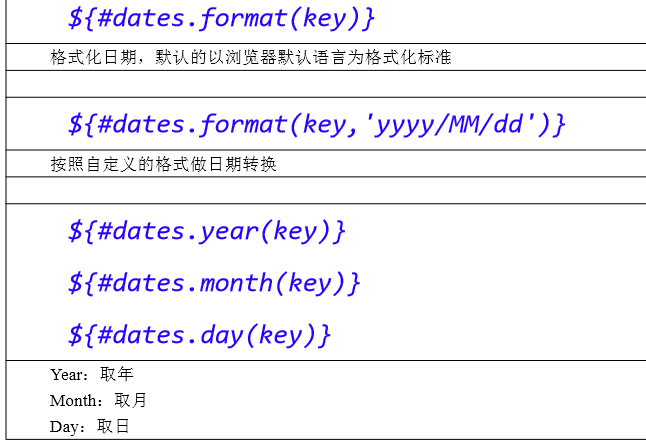 ${#dates.format(key)}
格式化日期，默认的以浏览器默认语言为格式化标准
${#dates.format(key,'yyyy/MM/dd')}
按照自定义的格式做日期转换
${#dates.year(key)}
${#dates.month(key)}
${#dates.day(key)}
Year：取年
Month：取月
Day：取日